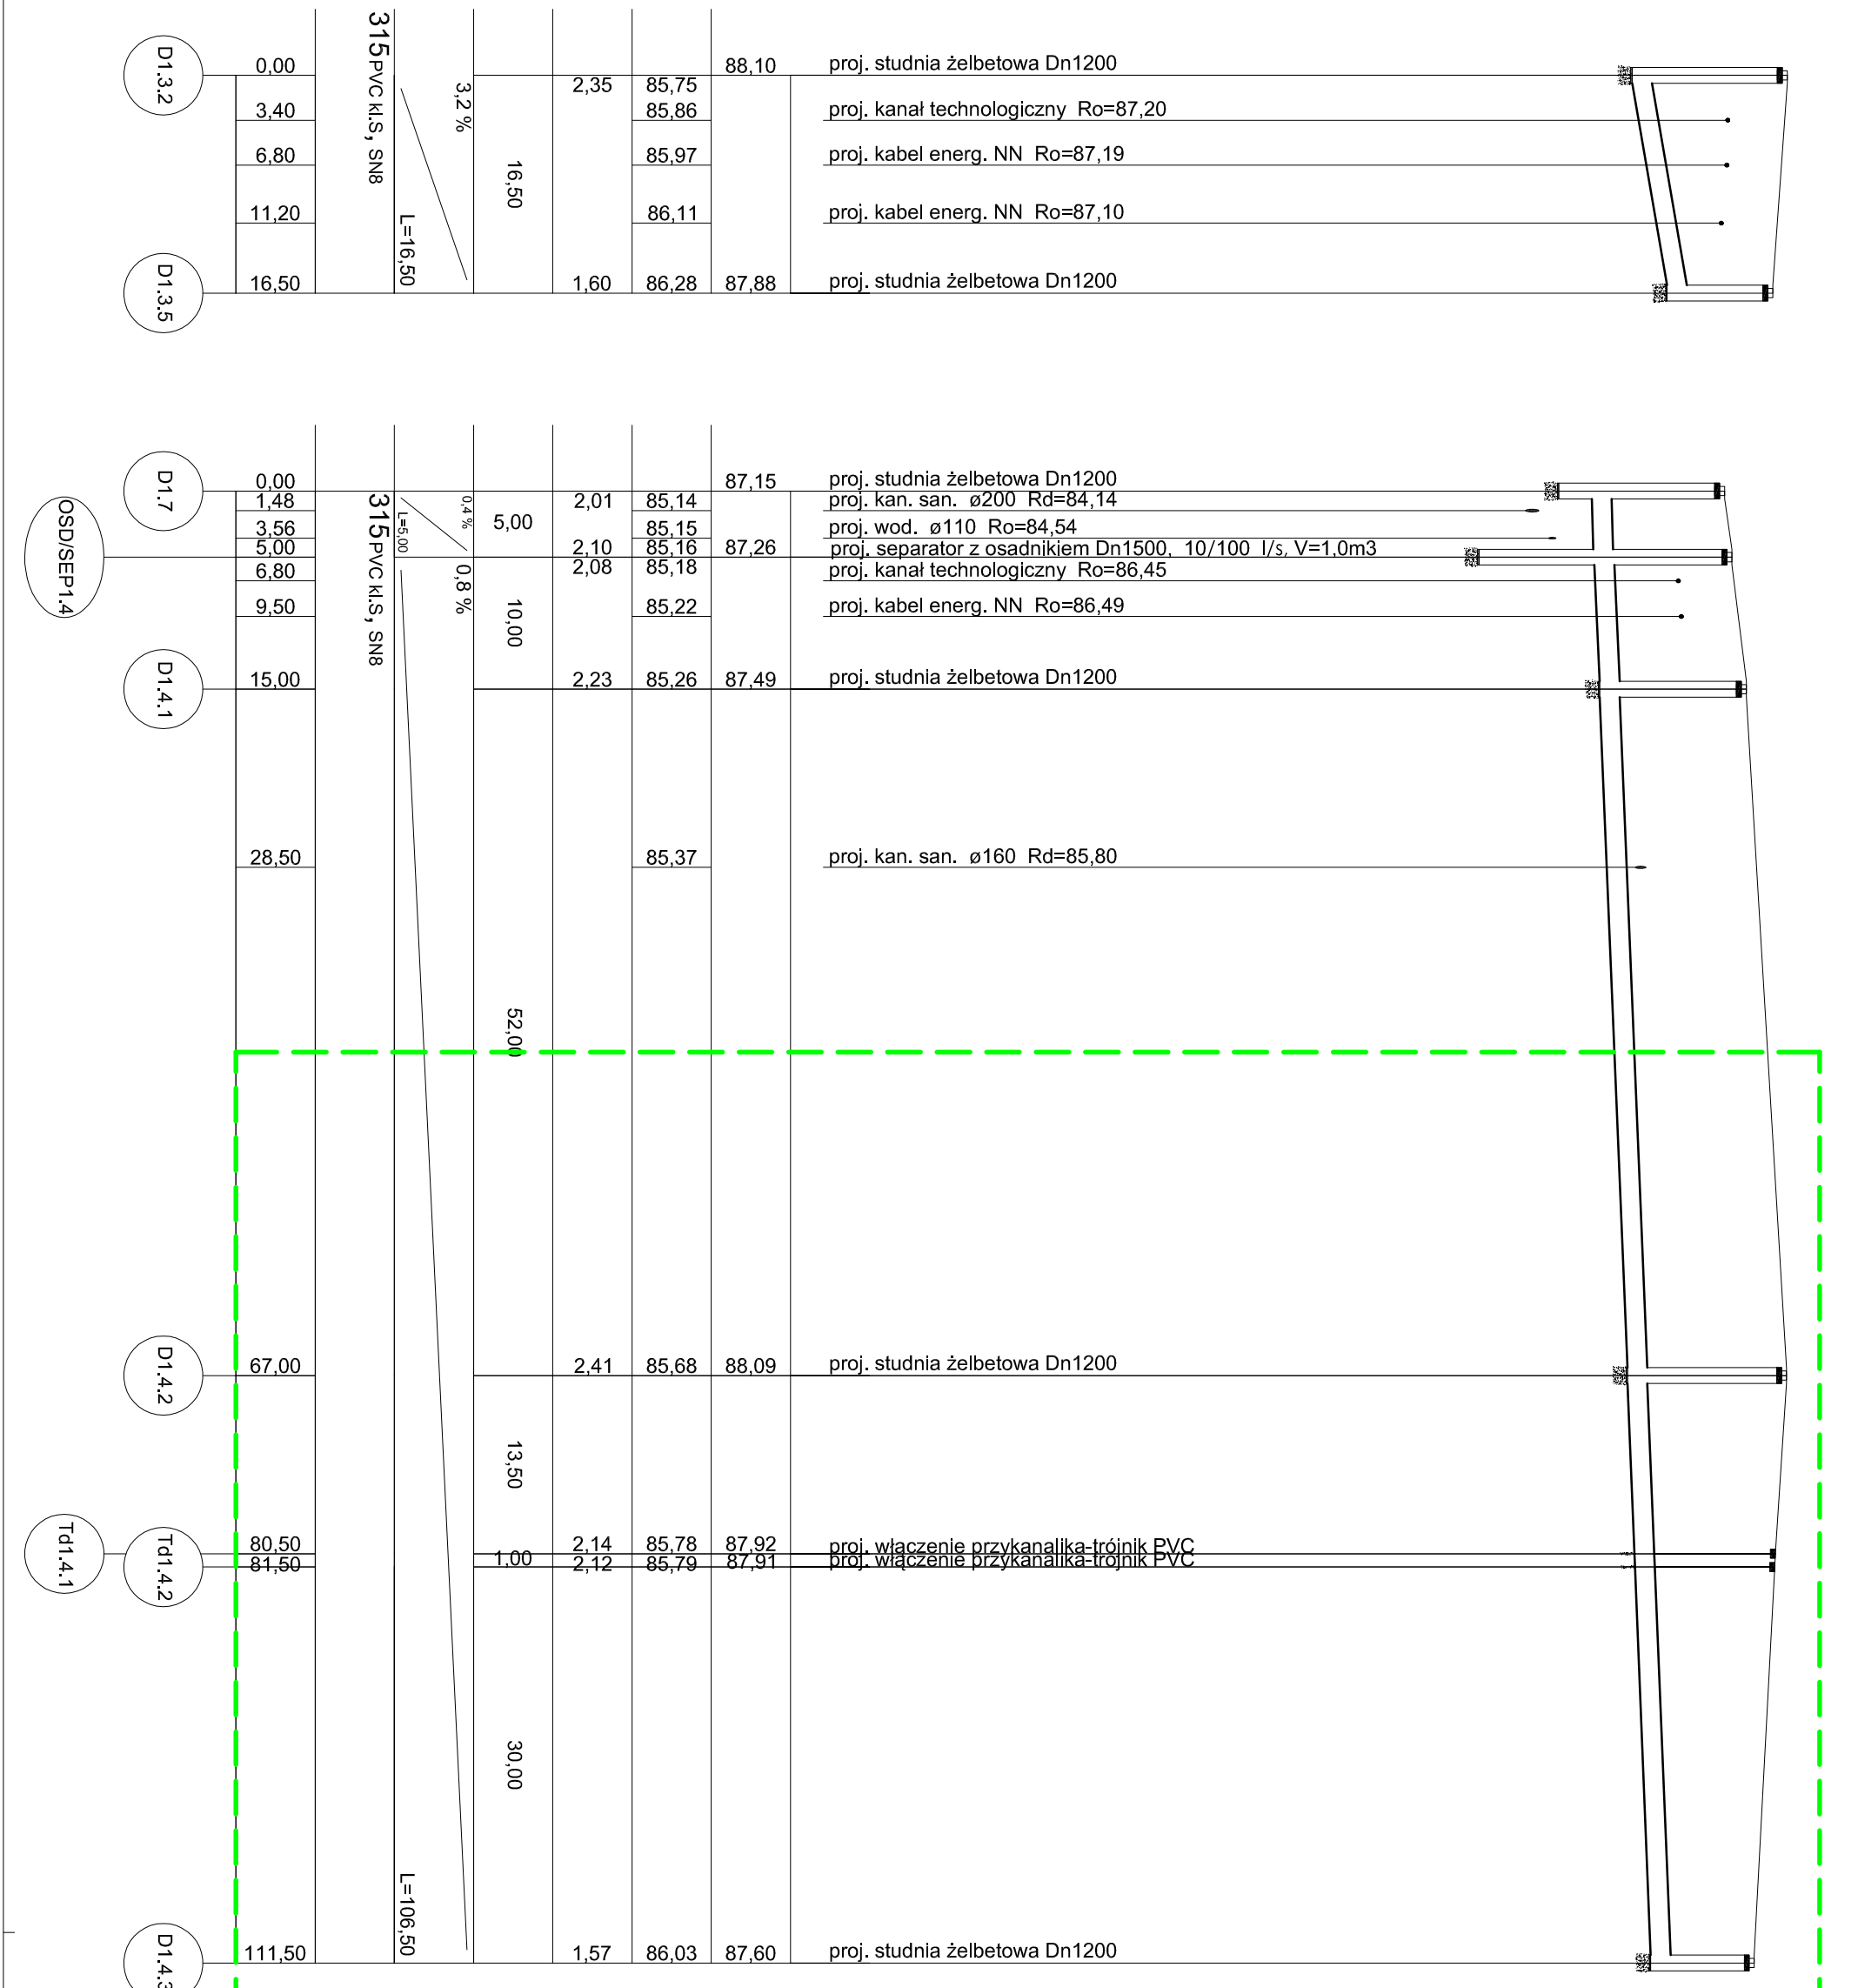 D1.3.2
0,00
315 PVC kl.S, SN8
3,2 %
88,10
proj. studnia żelbetowa Dn1200
2,35
85,75
3,40
85,86
proj. kanał technologiczny Ro=87,20
6,80
85,97
proj. kabel energ. NN Ro=87,19
16,50
11,20
86,11
proj. kabel energ. NN Ro=87,10
L=16,50
D1.3.5
16,50
1,60
86,28
87,88
proj. studnia żelbetowa Dn1200
D1.7
0,00
315 PVC kl.S, SN8
87,15
proj. studnia żelbetowa Dn1200
1,48
L=5,00
0,4 %
5,00
2,01
85,14
proj. kan. san. ø200 Rd=84,14
3,56
85,15
proj. wod. ø110 Ro=84,54
OSD/SEP1.4
5,00
2,10
85,16
87,26
proj. separator z osadnikiem Dn1500, 10/100 l/s, V=1,0m3
6,80
0,8 %
2,08
85,18
proj. kanał technologiczny Ro=86,45
9,50
10,00
85,22
proj. kabel energ. NN Ro=86,49
D1.4.1
15,00
2,23
85,26
87,49
proj. studnia żelbetowa Dn1200
28,50
85,37
proj. kan. san. ø160 Rd=85,80
52,00
D1.4.2
67,00
2,41
85,68
88,09
proj. studnia żelbetowa Dn1200
13,50
Td1.4.1
80,50
2,14
85,78
87,92
proj. włączenie przykanalika-trójnik PVC
Td1.4.2
81,50
1,00
2,12
85,79
87,91
proj. włączenie przykanalika-trójnik PVC
30,00
L=106,50
D1.4.3
111,50
1,57
86,03
87,60
proj. studnia żelbetowa Dn1200